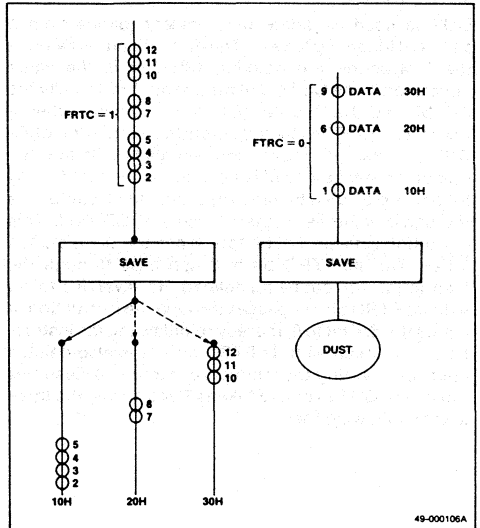 12
11
10
FRTC = 1
8
7
5
4
3
2
SAVE
12
11
10
8
7
5
4
3
2
10H
20H
30H
9 DATA 30H
FTRC = 0
6 DATA 20H
1 DATA 10H
SAVE
DUST
49-000106A